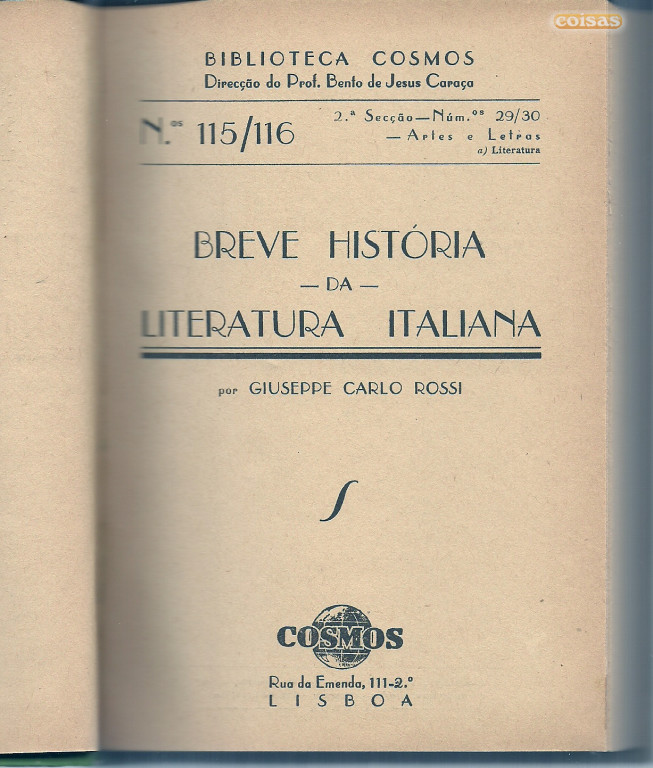 coisas
BIBLIOTECA COSMOS
Direcção do Prof. Bento de Jesus Caraça
N.os 115/116
2.ª Secção—Núm.os 29/30
— Artes e Letras
a) Literatura
BREVE HISTÓRIA
— DA —
LITERATURA ITALIANA
por GIUSEPPE CARLO ROSSI
COSMOS
Rua da Emenda, 111-2.º
LISBOA